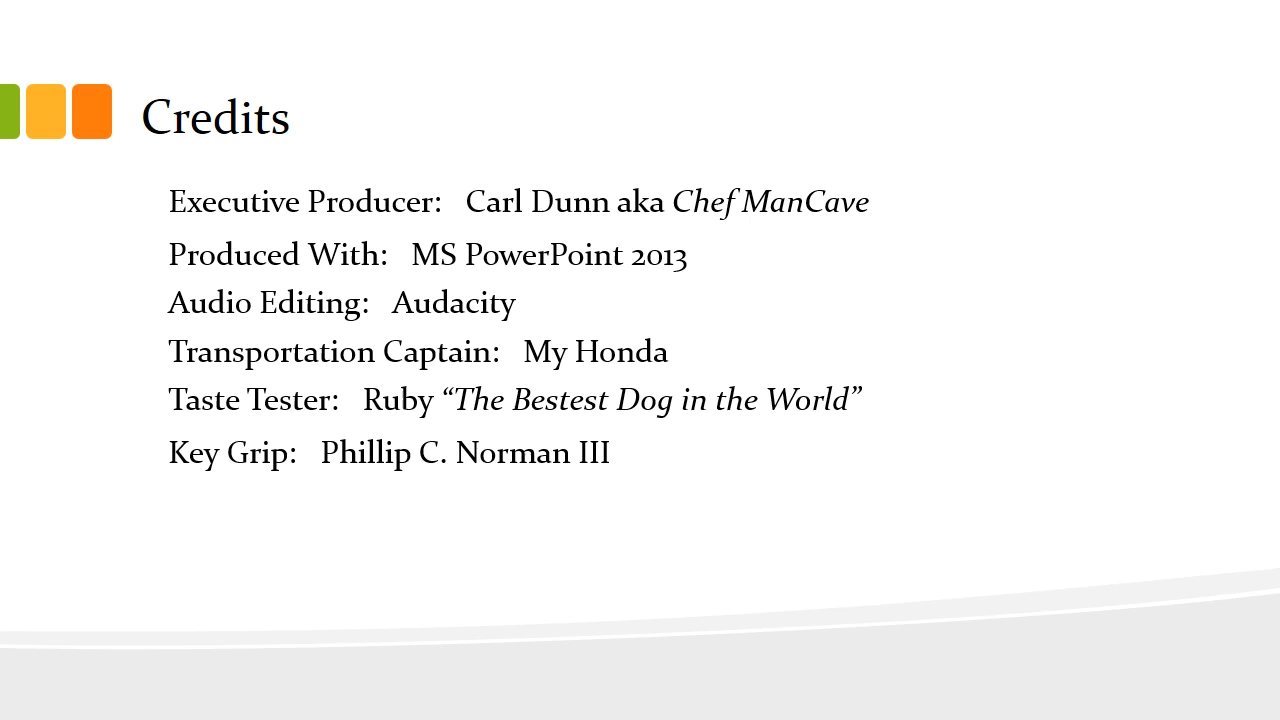 Credits
Executive Producer: Carl Dunn aka Chef ManCave
Produced With: MS PowerPoint 2013
Audio Editing: Audacity
Transportation Captain: My Honda
Taste Tester: Ruby “The Bestest Dog in the World”
Key Grip: Phillip C. Norman III